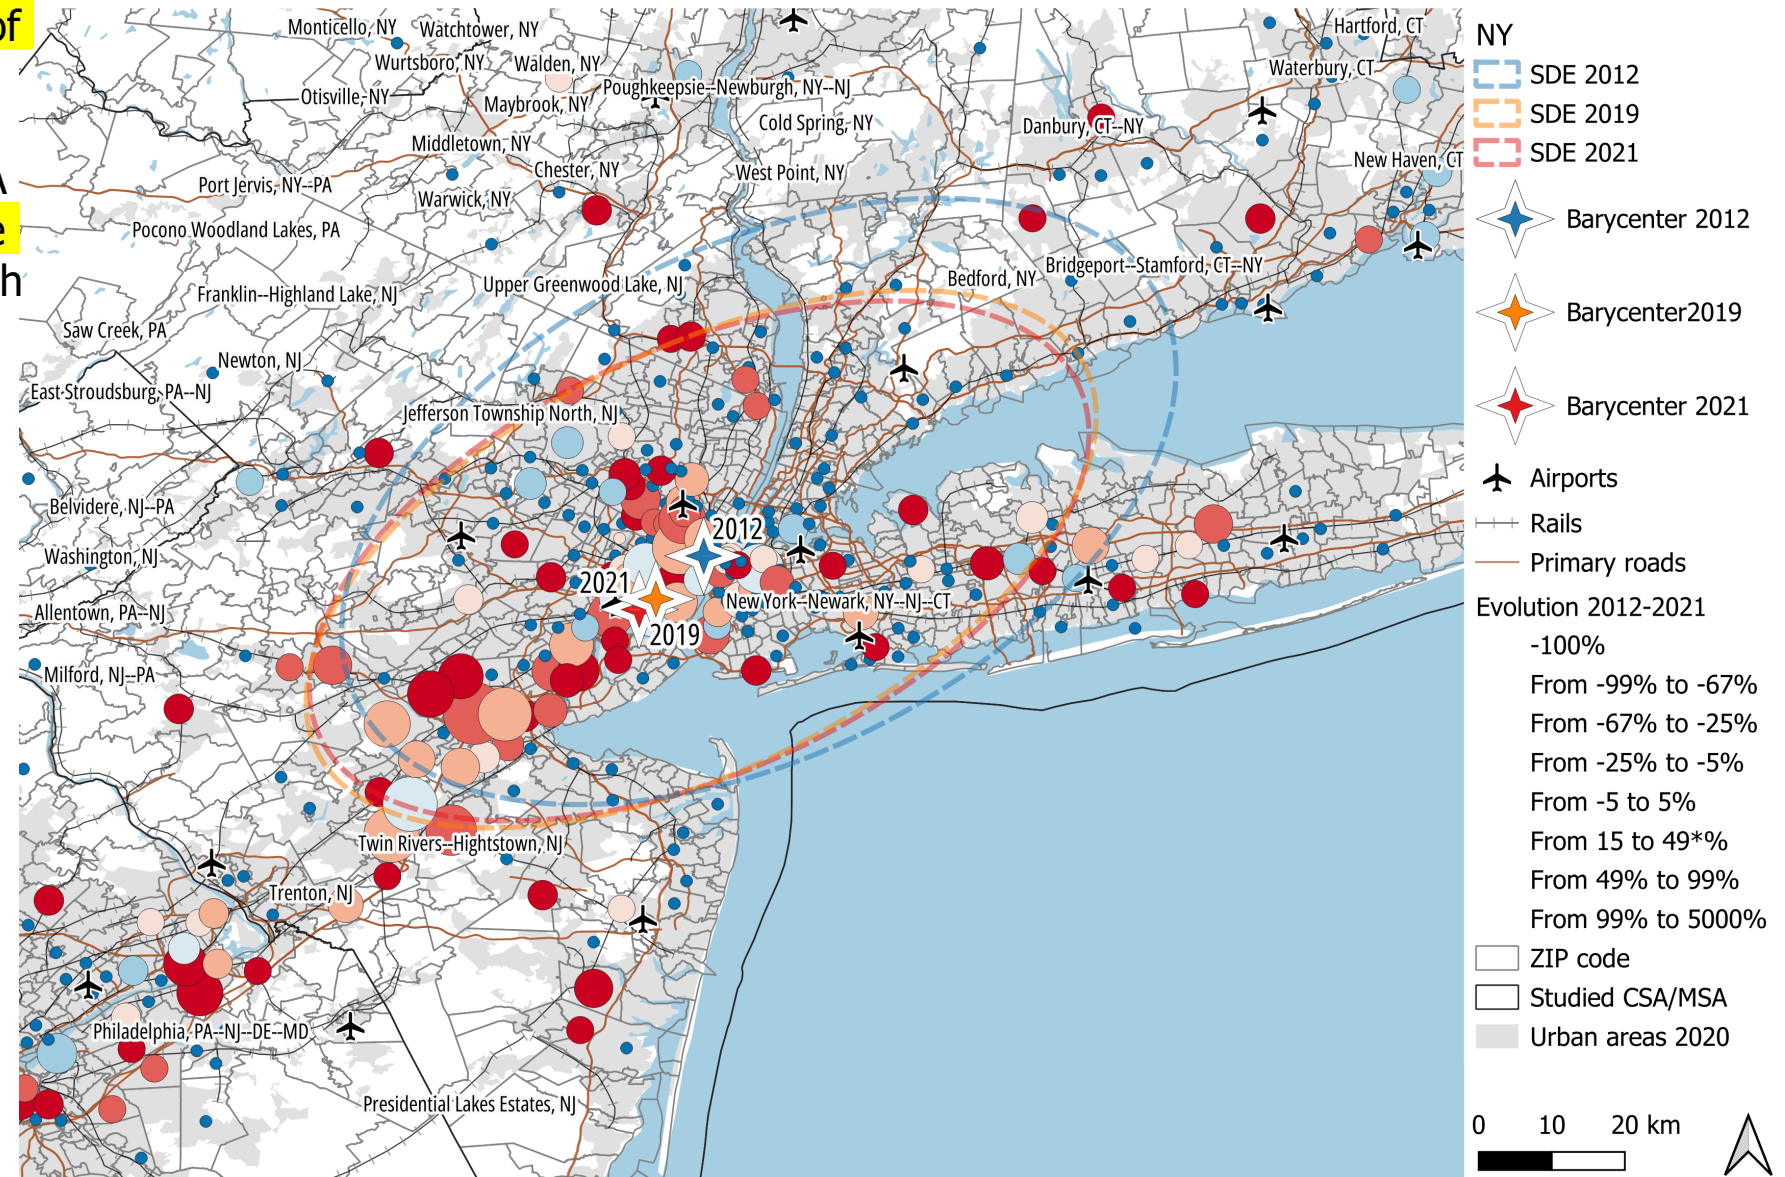 of
A
e
h
Monticello, NY
Watchtower, NY
Hartford, CT
Wurtsboro, NY
Walden, NY
Waterbury, CT
Otisville, NY
Maybrook, NY
Poughkeepsie--Newburgh, NY--NJ
Cold Spring, NY
Danbury, CT--NY
Middletown, NY
New Haven, CT
Port Jervis, NY--PA
Chester, NY
West Point, NY
Warwick, NY
Pocono Woodland Lakes, PA
Bridgeport--Stamford, CT--NY
Franklin--Highland Lake, NJ
Upper Greenwood Lake, NJ
Bedford, NY
Saw Creek, PA
Newton, NJ
East Stroudsburg, PA--NJ
Jefferson Township North, NJ
Belvidere, NJ--PA
2012
Washington, NJ
2021
Allentown, PA--NJ
New York--Newark, NY--NJ--CT
2019
Milford, NJ--PA
Twin Rivers--Hightstown, NJ
Trenton, NJ
Philadelphia, PA--NJ--DE--MD
Presidential Lakes Estates, NJ
NY
SDE 2012
SDE 2019
SDE 2021
Barycenter 2012
Barycenter2019
Barycenter 2021
Airports
Rails
Primary roads
Evolution 2012-2021
-100%
From -99% to -67%
From -67% to -25%
From -25% to -5%
From -5 to 5%
From 15 to 49*%
From 49% to 99%
From 99% to 5000%
ZIP code
Studied CSA/MSA
Urban areas 2020
0 10 20 km